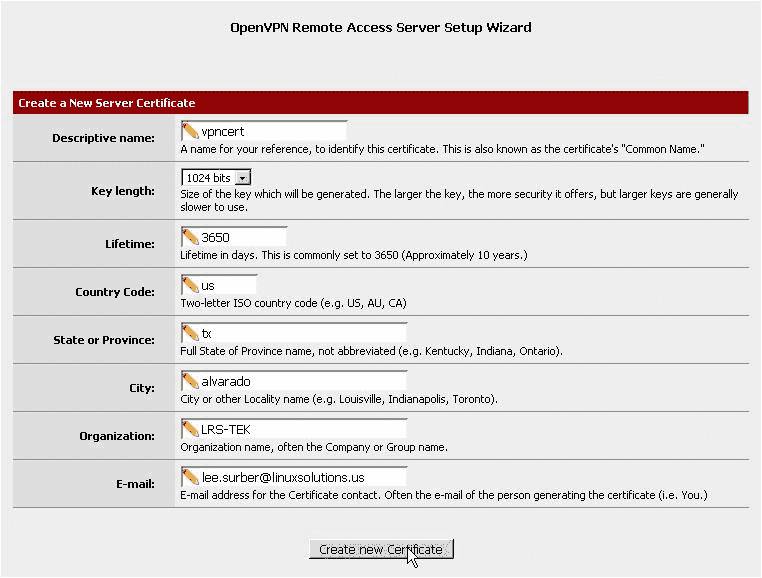 OpenVPN Remote Access Server Setup Wizard
Create a New Server Certificate
Descriptive name: vpncert
A name for your reference, to identify this certificate. This is also known as the certificate's "Common Name."
Key length: 1024 bits
Size of the key which will be generated. The larger the key, the more security it offers, but larger keys are generally
slower to use.
Lifetime: 3650
Lifetime in days. This is commonly set to 3650 (Approximately 10 years.)
Country Code: us
Two-letter ISO country code (e.g. US, AU, CA)
State or Province: tx
Full State of Province name, not abbreviated (e.g. Kentucky, Indiana, Ontario).
City: alvarado
City or other Locality name (e.g. Louisville, Indianapolis, Toronto).
Organization: LRS-TEK
Organization name, often the Company or Group name.
E-mail: lee.surber@linuxsolutions.us
E-mail address for the Certificate contact. Often the e-mail of the person generating the certificate (i.e. You.)
Create new Certificate